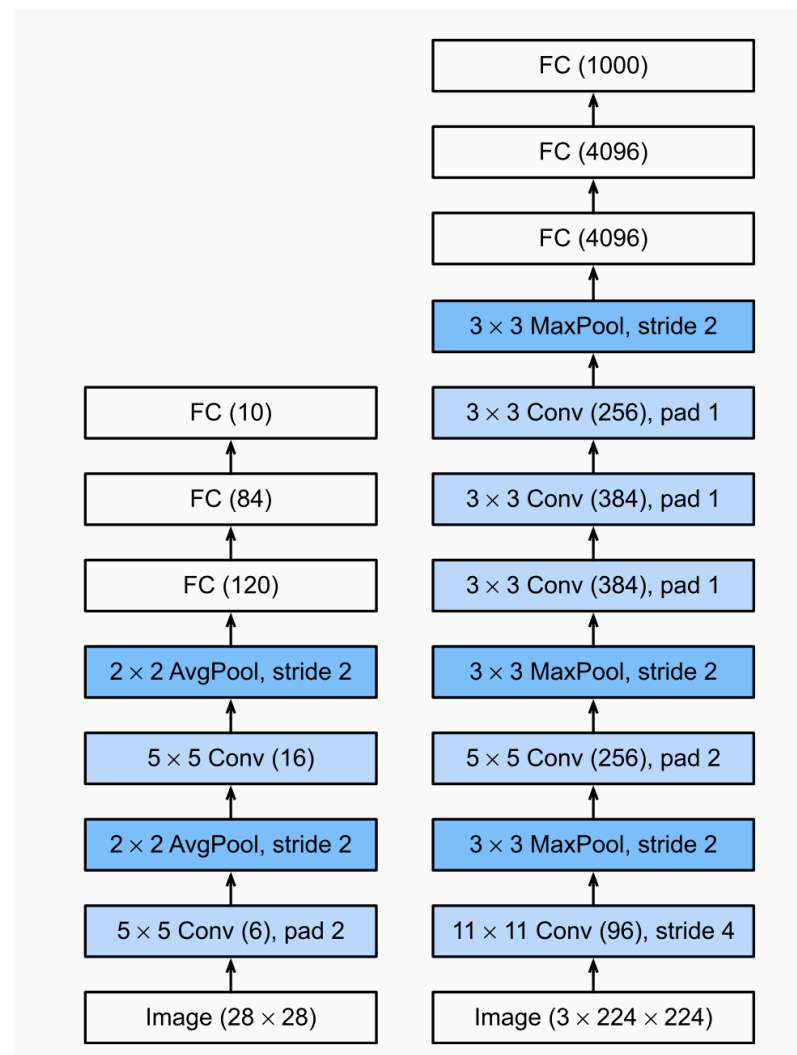 FC (1000)
FC (4096)
FC (4096)
3 × 3 MaxPool, stride 2
3 × 3 Conv (256), pad 1
3 × 3 Conv (384), pad 1
3 × 3 Conv (384), pad 1
3 × 3 MaxPool, stride 2
5 × 5 Conv (256), pad 2
3 × 3 MaxPool, stride 2
11 × 11 Conv (96), stride 4
Image (3 × 224 × 224)
FC (10)
FC (84)
FC (120)
2 × 2 AvgPool, stride 2
5 × 5 Conv (16)
2 × 2 AvgPool, stride 2
5 × 5 Conv (6), pad 2
Image (28 × 28)